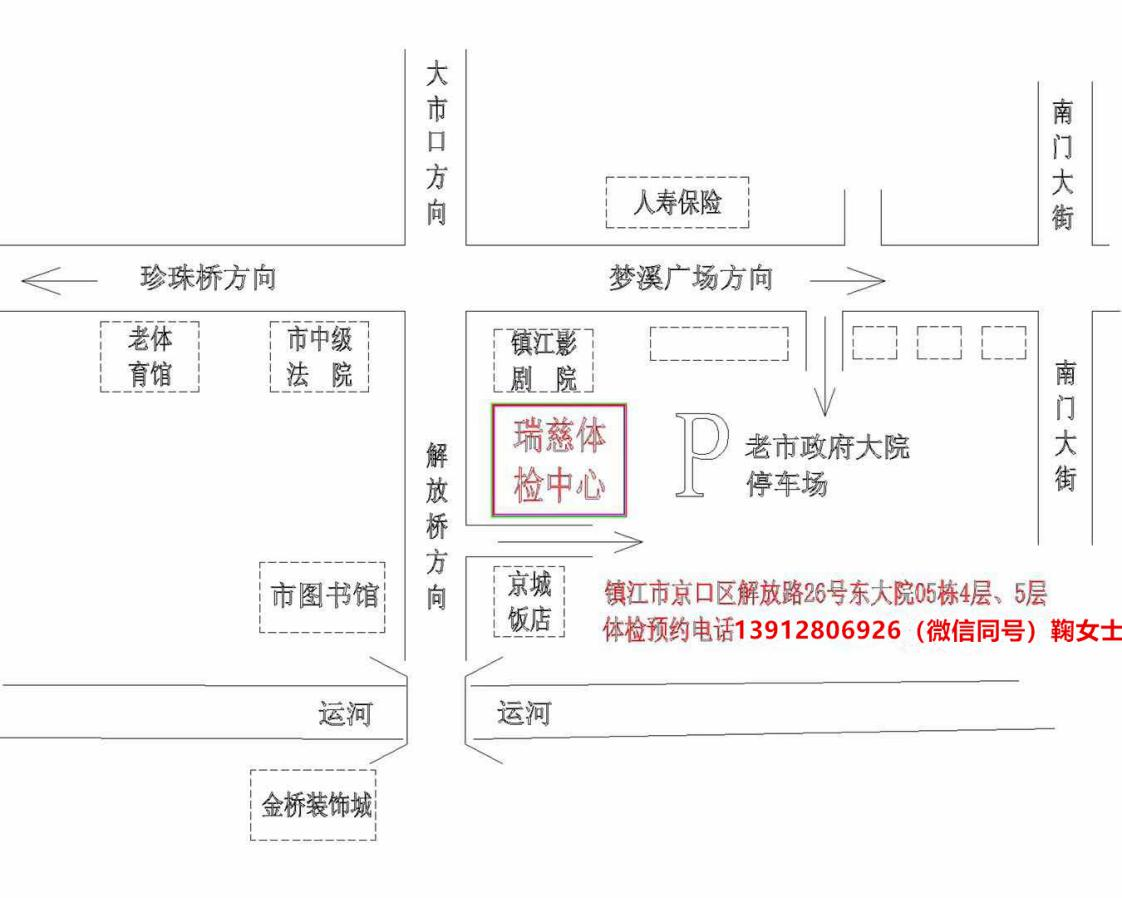 大市口方向
南门大街
人寿保险
珍珠桥方向
梦溪广场方向
老体
育馆
市中级
法 院
镇江影
剧 院
瑞慈体
检中心
P
老市政府大院
停车场
南门大街
解放桥方向
市图书馆
京城
饭店
镇江市京口区解放路26号东大院05栋4层、5层
体检预约电话13912806926（微信同号）鞠女士
运河
运河
金桥装饰城